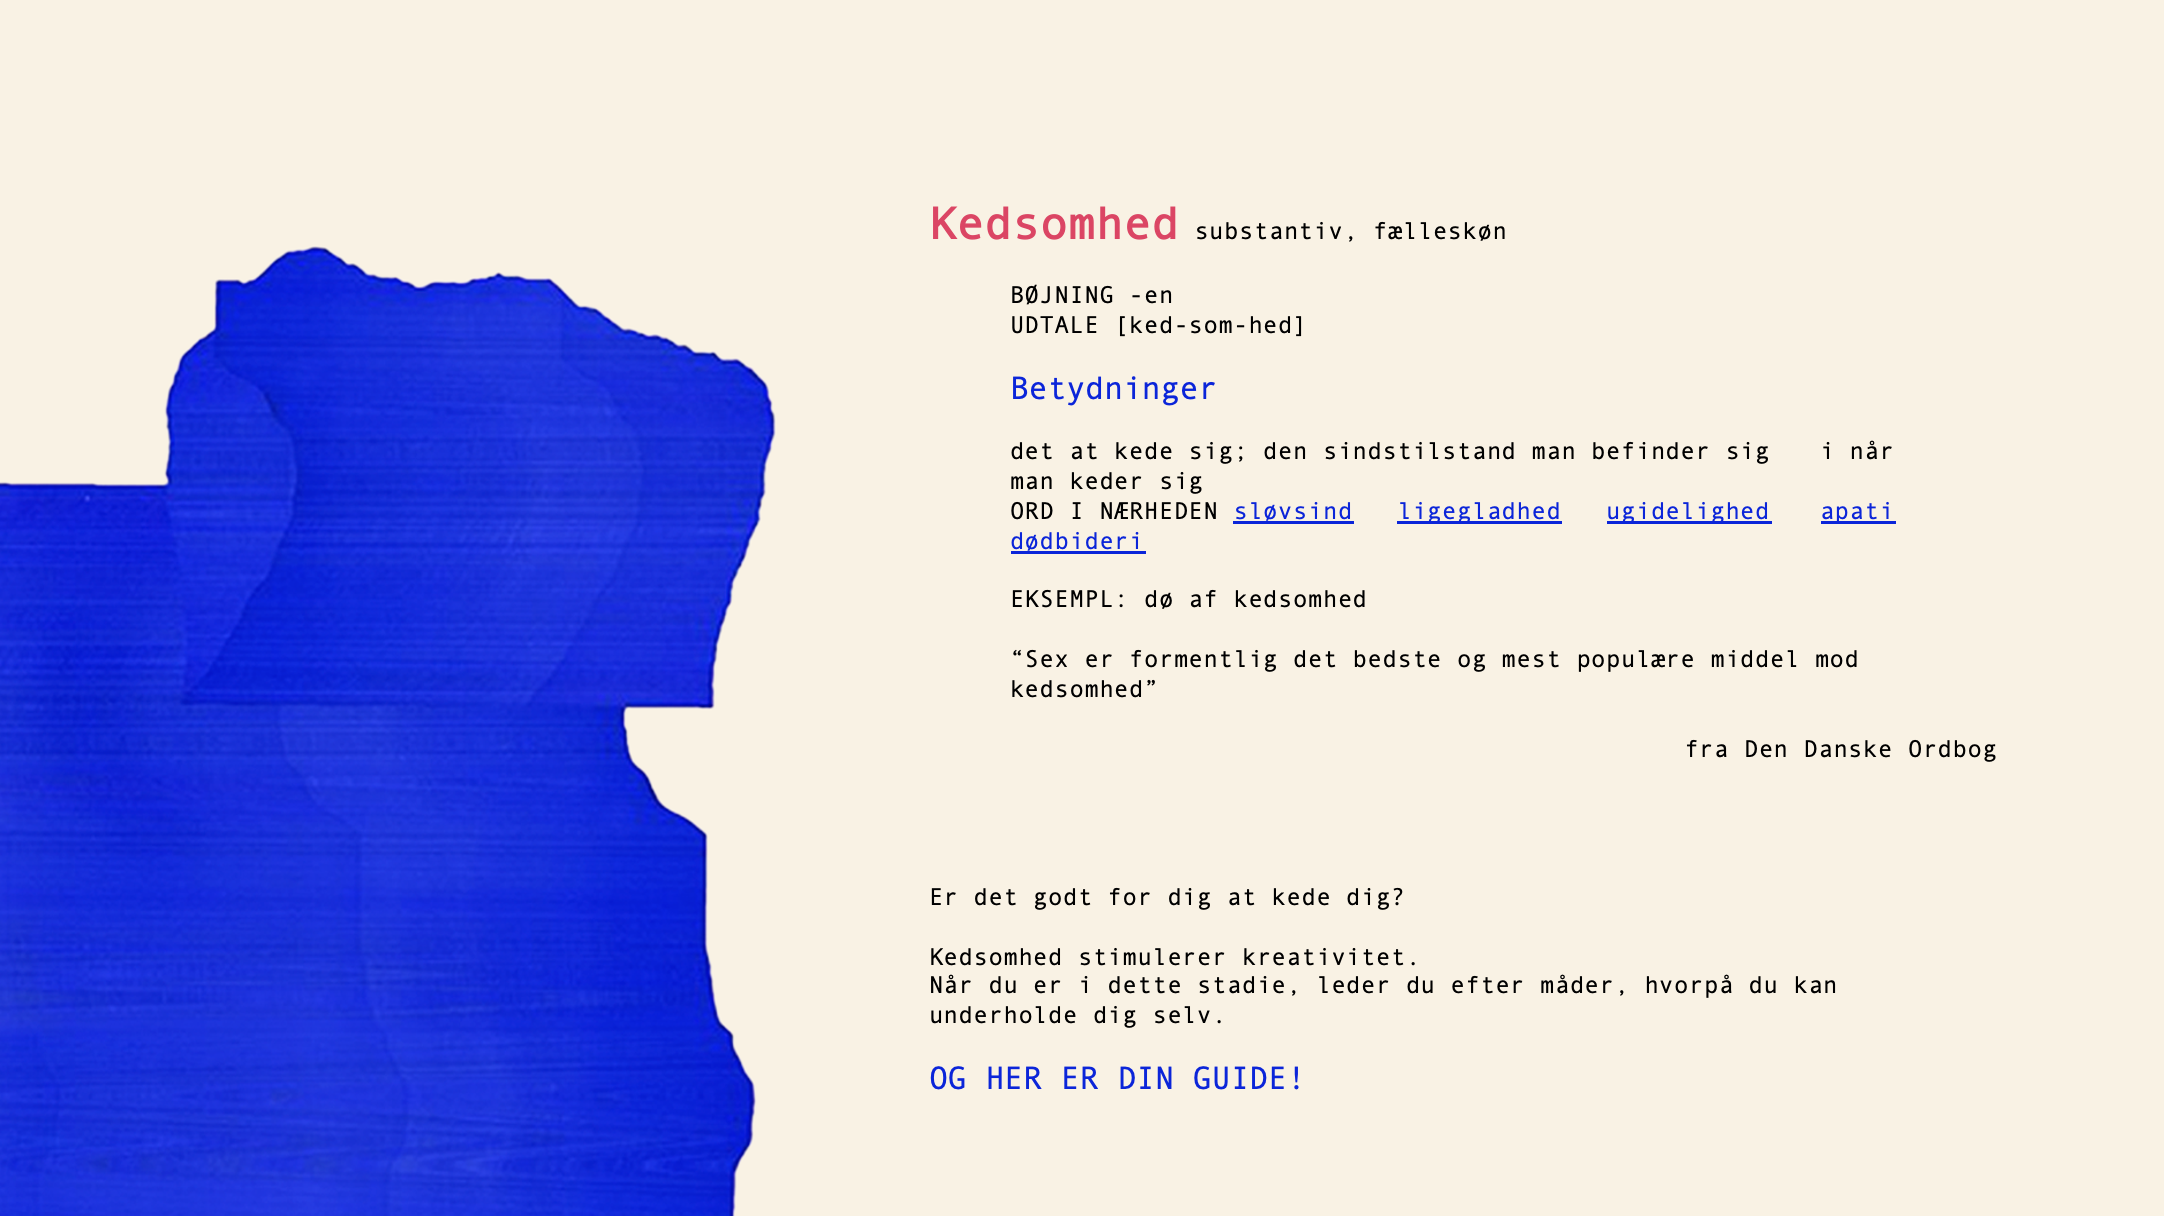 Kedsomhed substantiv, fælleskøn
BØJNING -en
UDTALE [ked-som-hed]
Betydninger
det at kede sig; den sindstilstand man befinder sig i når
man keder sig
ORD I NÆRHEDEN sløvsind ligegladhed ugidelighed apati
dødbideri
EKSEMPL: dø af kedsomhed
“Sex er formentlig det bedste og mest populære middel mod
kedsomhed”
fra Den Danske Ordbog
Er det godt for dig at kede dig?
Kedsomhed stimulerer kreativitet.
Når du er i dette stadie, leder du efter måder, hvorpå du kan
underholde dig selv.
OG HER ER DIN GUIDE!